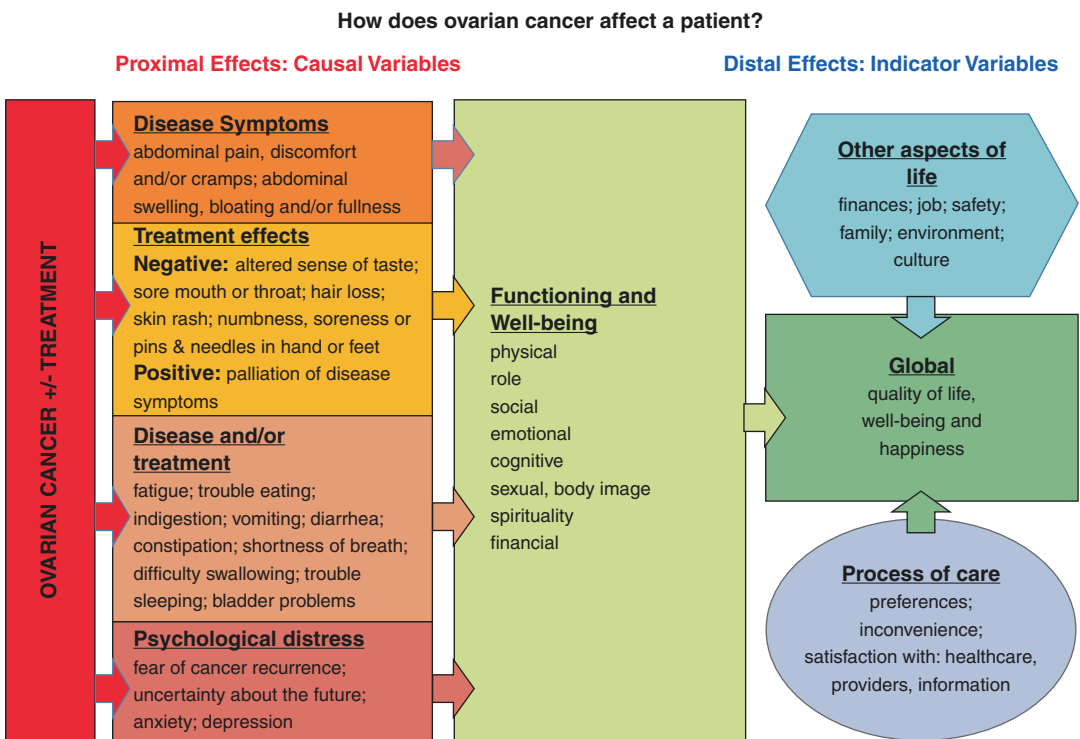 How does ovarian cancer affect a patient?
Proximal Effects: Causal Variables
Distal Effects: Indicator Variables
OVARIAN CANCER +/- TREATMENT
Disease Symptoms
abdominal pain, discomfort
and/or cramps; abdominal
swelling, bloating and/or fullness
Treatment effects
Negative: altered sense of taste;
sore mouth or throat; hair loss;
skin rash; numbness, soreness or
pins & needles in hand or feet
Positive: palliation of disease
symptoms
Disease and/or
treatment
fatigue; trouble eating;
indigestion; vomiting; diarrhea;
constipation; shortness of breath;
difficulty swallowing; trouble
sleeping; bladder problems
Psychological distress
fear of cancer recurrence;
uncertainty about the future;
anxiety; depression
Functioning and
Well-being
physical
role
social
emotional
cognitive
sexual, body image
spirituality
financial
Other aspects of
life
finances; job; safety;
family; environment;
culture
Global
quality of life,
well-being and
happiness
Process of care
preferences;
inconvenience;
satisfaction with: healthcare,
providers, information